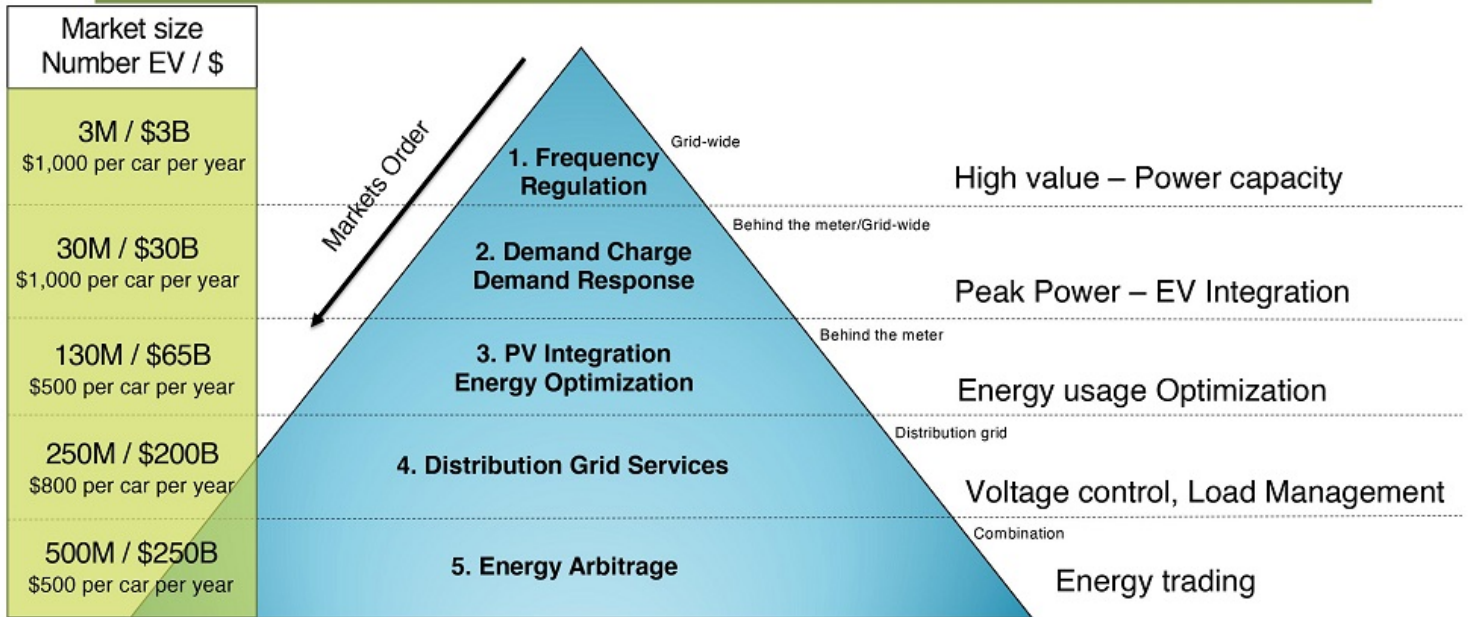 Market size
Number EV / $
3M / $3B
$1,000 per car per year
30M / $30B
$1,000 per car per year
130M / $65B
$500 per car per year
250M / $200B
$800 per car per year
500M / $250B
$500 per car per year
Markets Order
1. Frequency
Regulation
2. Demand Charge
Demand Response
3. PV Integration
Energy Optimization
4. Distribution Grid Services
5. Energy Arbitrage
Grid-wide
High value – Power capacity
Behind the meter/Grid-wide
Peak Power – EV Integration
Behind the meter
Energy usage Optimization
Distribution grid
Voltage control, Load Management
Combination
Energy trading